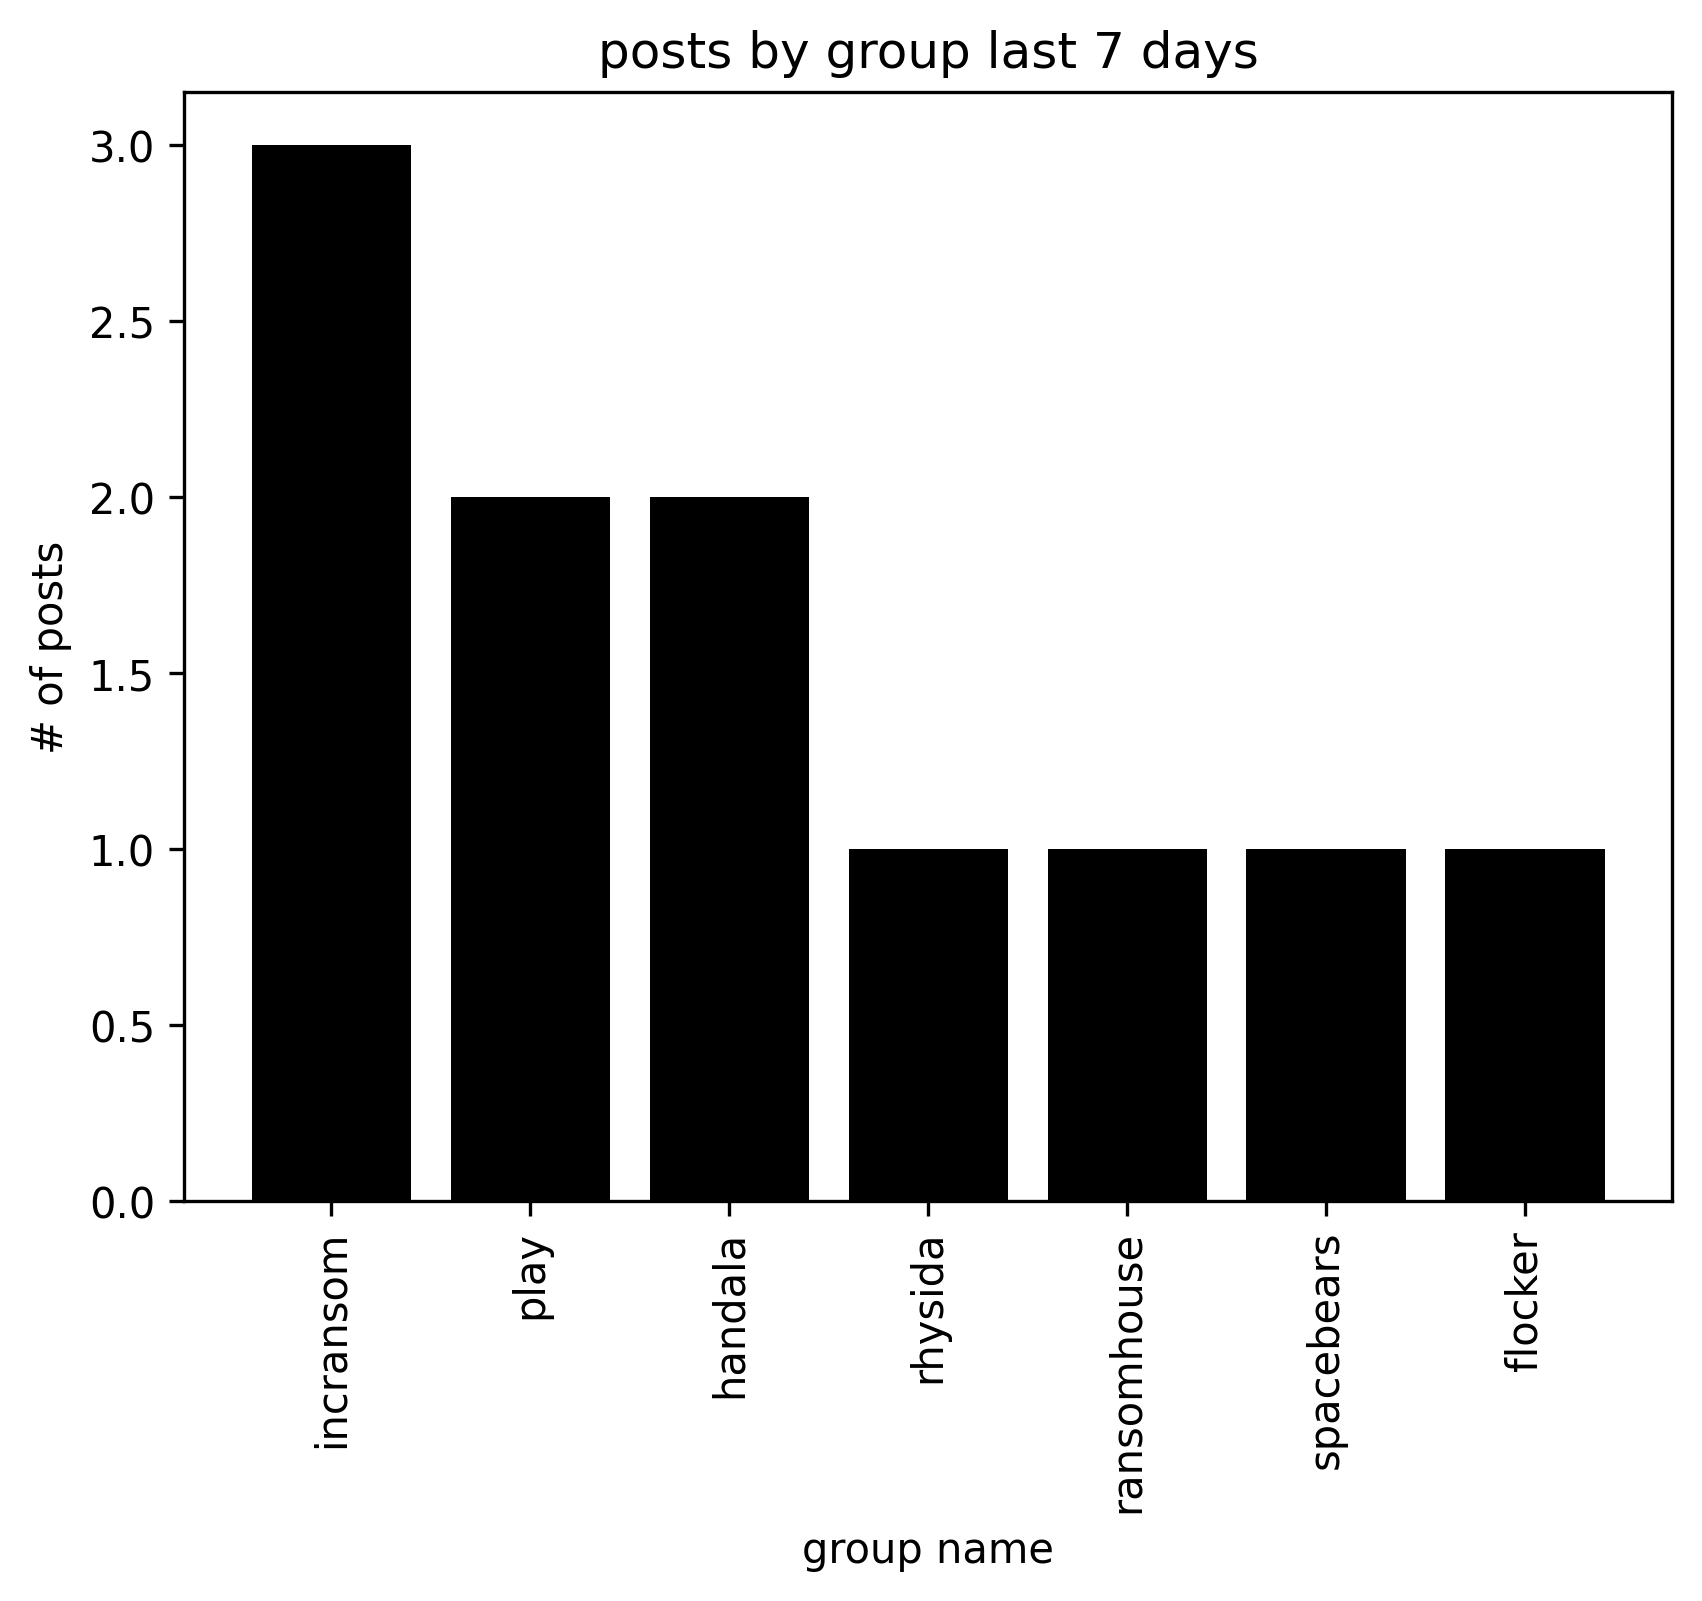 posts by group last 7 days
# of posts
3.0
2.5
2.0
1.5
1.0
0.5
0.0
incransom
play
handala
rhysida
ransomhouse
spacebears
flocker
group name